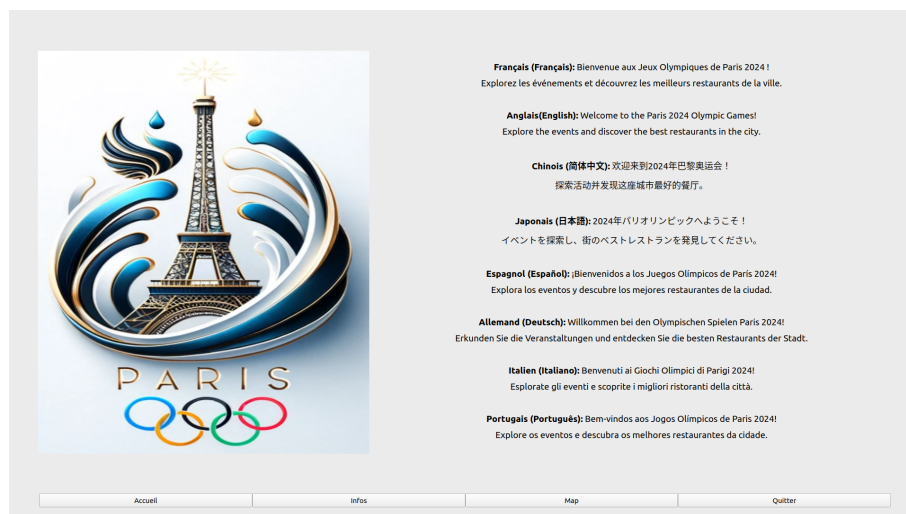 PARIS
Français (Français): Bienvenue aux Jeux Olympiques de Paris 2024 !
Explorez les événements et découvrez les meilleurs restaurants de la ville.
Anglais(English): Welcome to the Paris 2024 Olympic Games!
Explore the events and discover the best restaurants in the city.
Chinois (简体中文): 欢迎来到2024年巴黎奥运会！
探索活动并发现这座城市最好的餐厅。
Japonais (日本語): 2024年パリオリンピックへようこそ！
イベントを探索し、街のベストレストランを発見してください。
Espagnol (Español): ¡Bienvenidos a los Juegos Olímpicos de París 2024!
Explora los eventos y descubre los mejores restaurantes de la ciudad.
Allemand (Deutsch): Willkommen bei den Olympischen Spielen Paris 2024!
Erkunden Sie die Veranstaltungen und entdecken Sie die besten Restaurants der Stadt.
Italien (Italiano): Benvenuti ai Giochi Olimpici di Parigi 2024!
Esplorate gli eventi e scoprite i migliori ristoranti della città.
Portugais (Português): Bem-vindos aos Jogos Olímpicos de Paris 2024!
Explore os eventos e descubra os melhores restaurantes da cidade.
Accueil
Infos
Map
Quitter